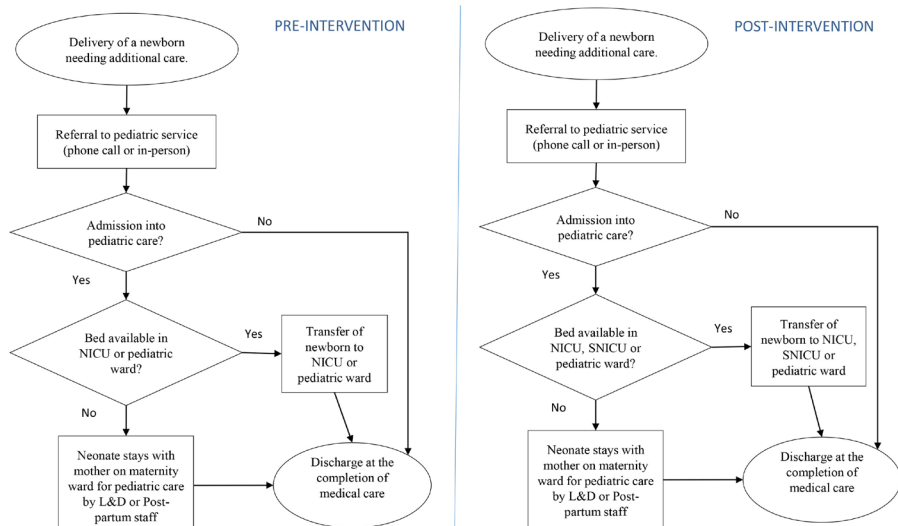 PRE-INTERVENTION
Delivery of a newborn
needing additional care.
Referral to pediatric service
(phone call or in-person)
Admission into
pediatric care?
No
Yes
Bed available in
NICU or pediatric
ward?
Yes
Transfer of
newborn to
NICU or
pediatric ward
No
Neonate stays with
mother on maternity
ward for pediatric care
by L&D or Post-
partum staff
Discharge at the
completion of
medical care
POST-INTERVENTION
Delivery of a newborn
needing additional care.
Referral to pediatric service
(phone call or in-person)
Admission into
pediatric care?
No
Yes
Bed available in
NICU, SNICU or
pediatric ward?
Yes
Transfer of
newborn to NICU,
SNICU or
pediatric ward
No
Neonate stays with
mother on maternity
ward for pediatric care
by L&D or Post-
partum staff
Discharge at the
completion of
medical care